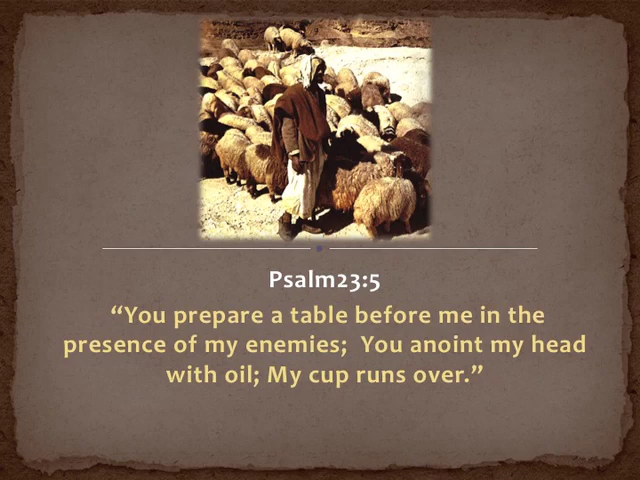 Psalm23:5
“You prepare a table before me in the
presence of my enemies;  You anoint my head
with oil; My cup runs over.”